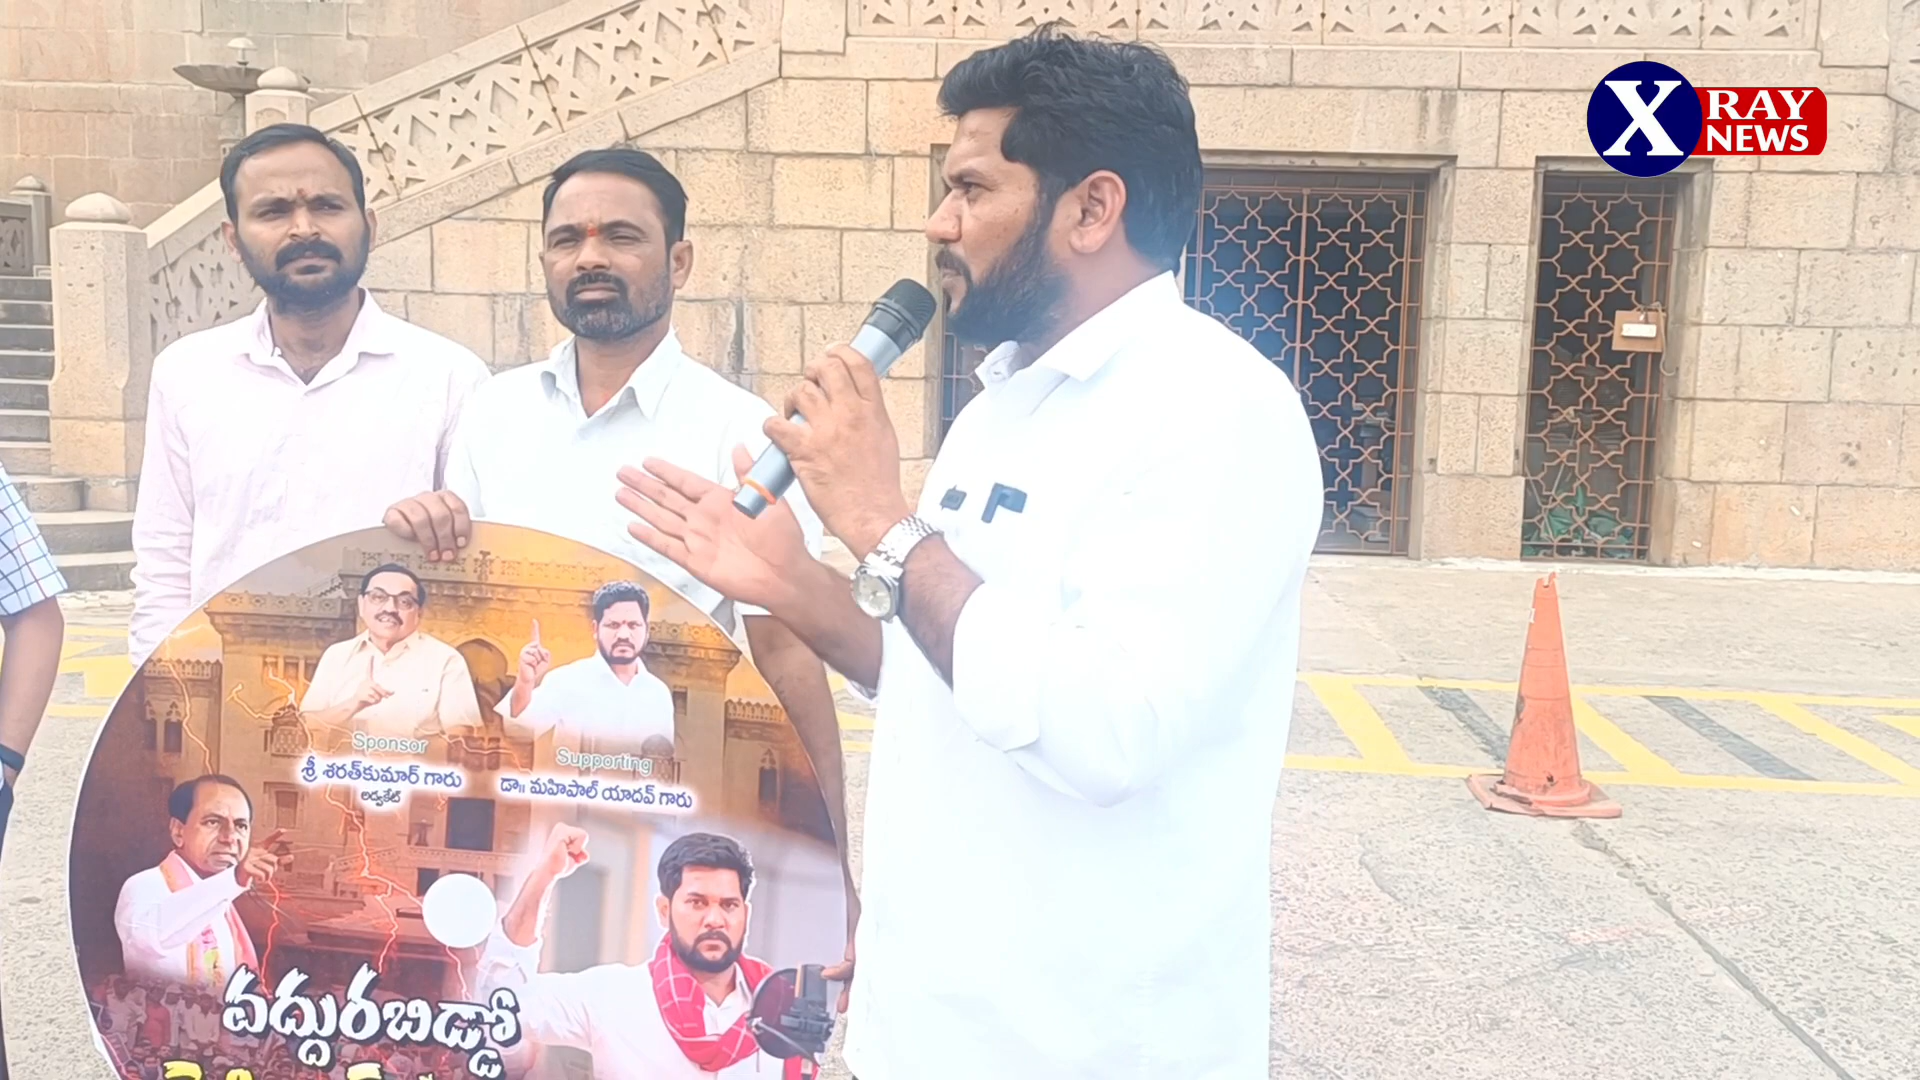 X RAY
NEWS
Sponsor
శ్రీ శరత్‌కుమార్ గారు
అడ్వకేట్
Supporting
డా॥ మహిపాల్ యాదవ్ గారు
వద్దురబిడ్డో